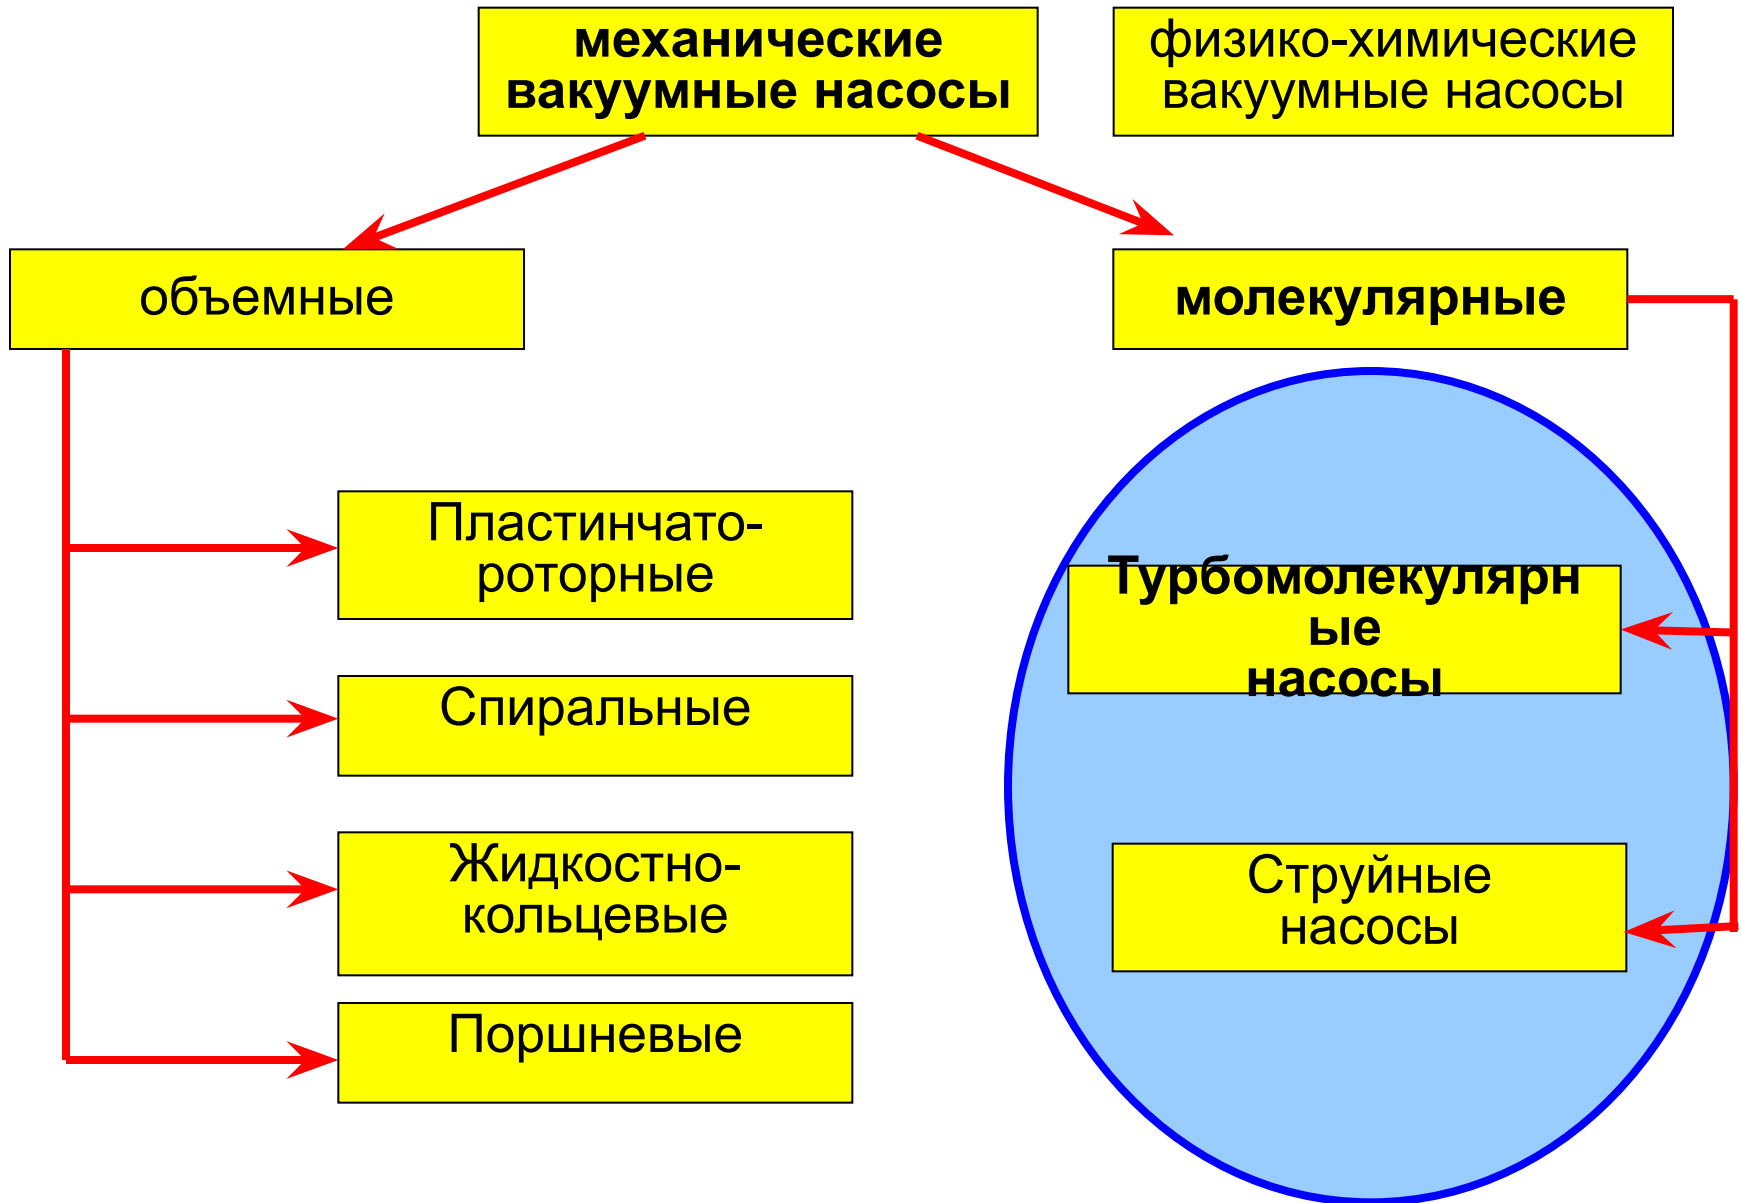 механические
вакуумные насосы
физико-химические
вакуумные насосы
объемные
молекулярные
Пластинчато-
роторные
Турбомолекулярн
ые
насосы
Спиральные
Жидкостно-
кольцевые
Струйные
насосы
Поршневые